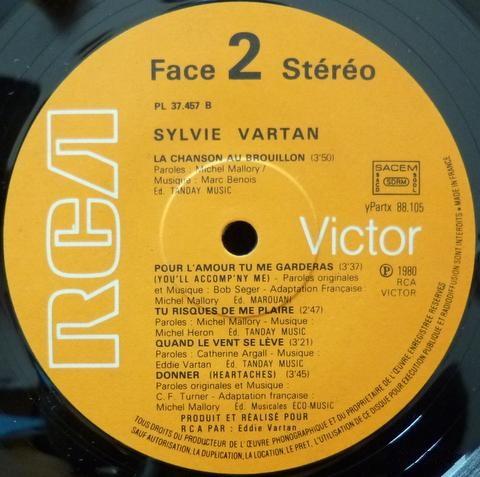 Face 2 Stéréo
PL 37.457 B
SYLVIE VARTAN
LA CHANSON AU BROUILLON (3'50)
Paroles : Michel Mallory /
Musique : Marc Benois
Ed. TANDAY MUSIC
SACEM
SDRM
yPartx 88.105
MADE IN FRANCE
RCA
Victor
POUR L'AMOUR TU ME GARDERAS (3'37)
(YOU'LL ACCOMP'NY ME) - Paroles originales
et Musique : Bob Seger - Adaptation Française :
Michel Mallory Ed. MAROUANI
TU RISQUES DE ME PLAIRE (2'47)
Paroles : Michel Mallory - Musique :
Michel Heron Ed. TANDAY MUSIC
QUAND LE VENT SE LÈVE (3'21)
Paroles : Catherine Argall - Musique :
Eddie Vartan Ed. TANDAY MUSIC
DONNER (HEARTACHES) (3'45)
Paroles originales et Musique :
C. F. Turner - Adaptation française :
Michel Mallory Ed. Musicales ECO-MUSIC
PRODUIT ET RÉALISÉ POUR
RCA PAR : Eddie Vartan
℗ 1980
RCA
VICTOR
TOUS DROITS DU PRODUCTEUR DE L'ŒUVRE PHONOGRAPHIQUE ET DU PROPRIETAIRE DE L'ŒUVRE ENREGISTREE RESERVES
SAUF AUTORISATION, LA DUPLICATION, LA LOCATION, LE PRET, L'UTILISATION DE CE DISQUE POUR EXECUTION PUBLIQUE ET RADIODIFFUSION SONT INTERDITS